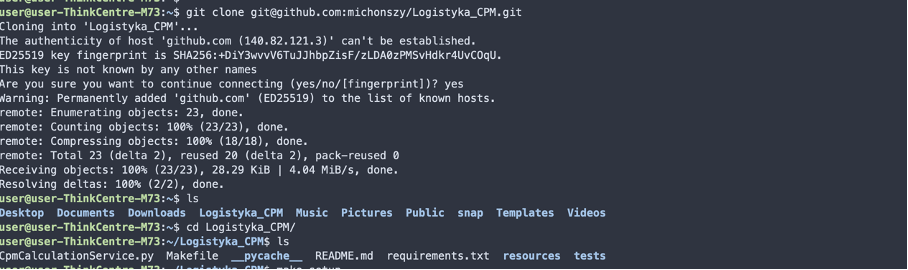 user@user-ThinkCentre-M73:~$ git clone git@github.com:michonszy/Logistyka_CPM.git
Cloning into 'Logistyka_CPM'...
The authenticity of host 'github.com (140.82.121.3)' can't be established.
ED25519 key fingerprint is SHA256:+DiY3wvvV6TuJJhbpZisF/zLDA0zPMSvHdkr4UvCOqU.
This key is not known by any other names
Are you sure you want to continue connecting (yes/no/[fingerprint])? yes
Warning: Permanently added 'github.com' (ED25519) to the list of known hosts.
remote: Enumerating objects: 23, done.
remote: Counting objects: 100% (23/23), done.
remote: Compressing objects: 100% (18/18), done.
remote: Total 23 (delta 2), reused 20 (delta 2), pack-reused 0
Receiving objects: 100% (23/23), 28.29 KiB | 4.04 MiB/s, done.
Resolving deltas: 100% (2/2), done.
user@user-ThinkCentre-M73:~$ ls
Desktop  Documents  Downloads  Logistyka_CPM  Music  Pictures  Public  snap  Templates  Videos
user@user-ThinkCentre-M73:~$ cd Logistyka_CPM/
user@user-ThinkCentre-M73:~/Logistyka_CPM$ ls
CpmCalculationService.py  Makefile  __pycache__  README.md  requirements.txt  resources  tests